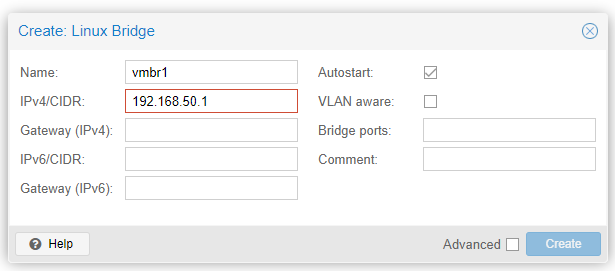 Create: Linux Bridge
Name: vmbr1 Autostart:
IPv4/CIDR: 192.168.50.1 VLAN aware:
Gateway (IPv4): Bridge ports:
IPv6/CIDR: Comment:
Gateway (IPv6):
Help Advanced Create